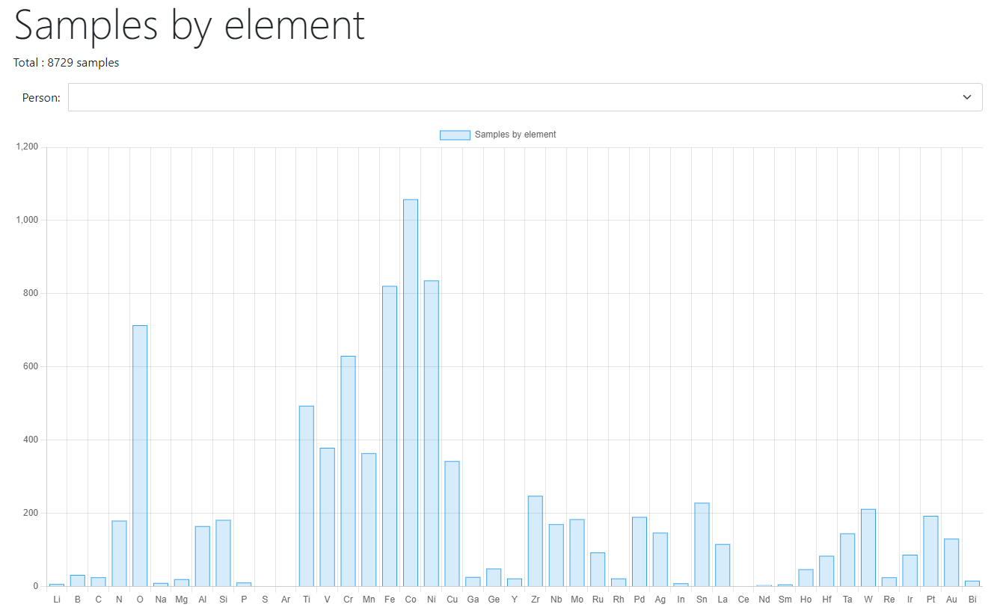 Samples by element
Total : 8729 samples
Person:
Samples by element
1,200
1,000
800
600
400
200
0
Li B C N O Na Mg Al Si P S Ar Ti V Cr Mn Fe Co Ni Cu Ga Ge Y Zr Nb Mo Ru Rh Pd Ag In Sn La Ce Nd Sm Ho Hf Ta W Re Ir Pt Au Bi